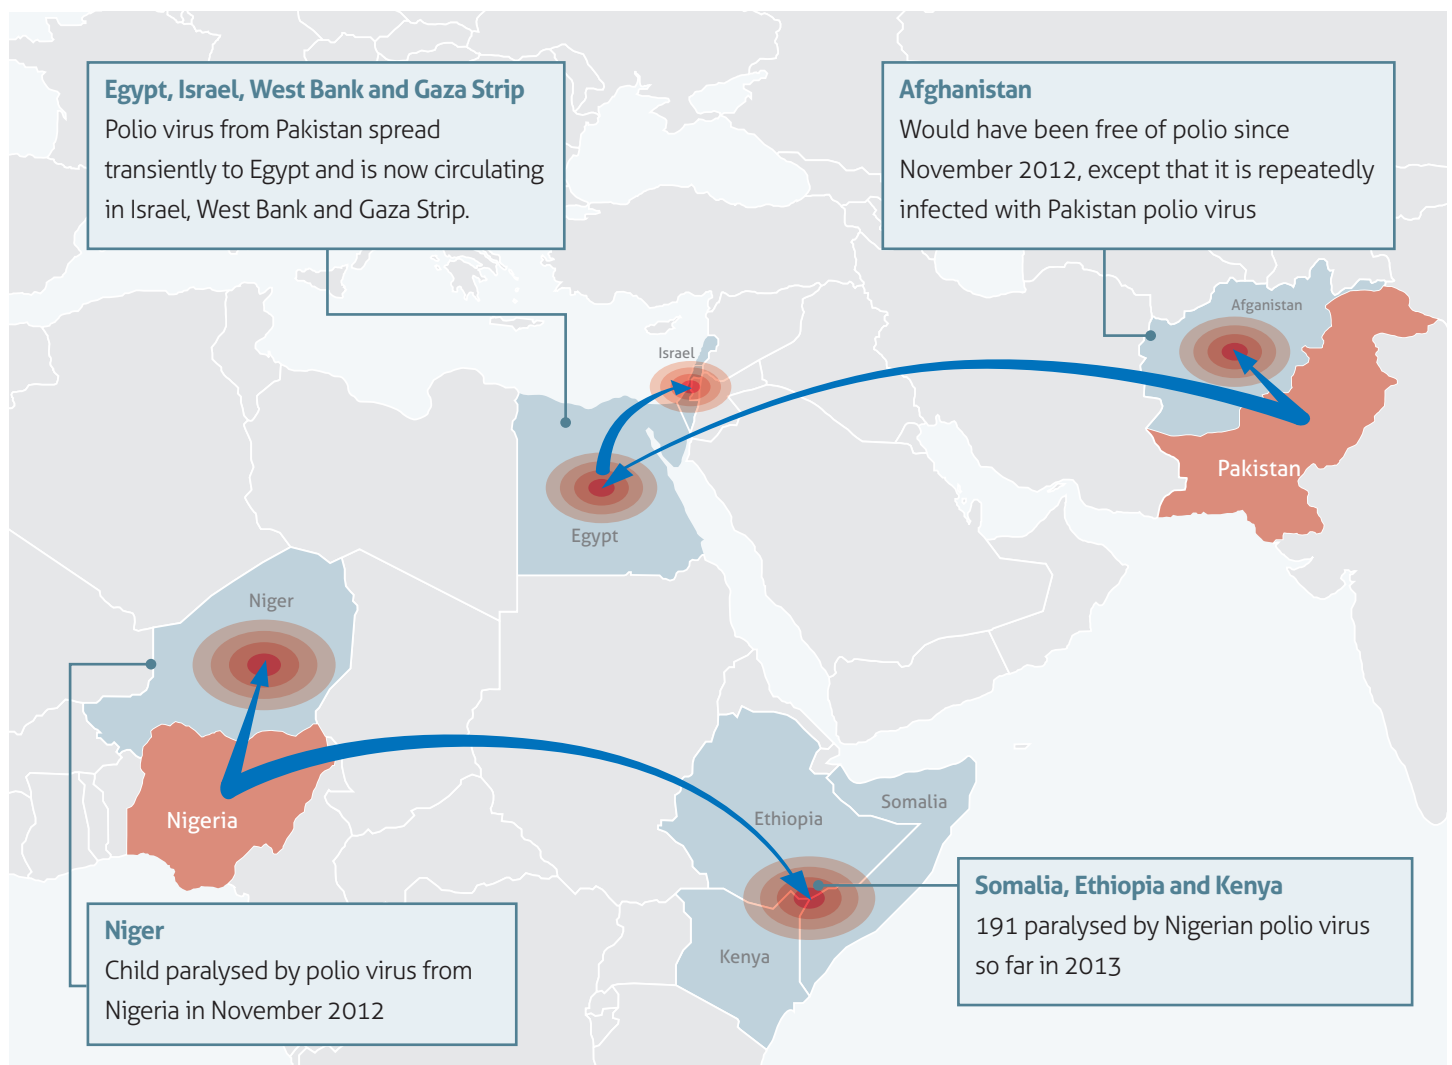 Egypt, Israel, West Bank and Gaza Strip
Polio virus from Pakistan spread
transiently to Egypt and is now circulating
in Israel, West Bank and Gaza Strip.
Afghanistan
Would have been free of polio since
November 2012, except that it is repeatedly
infected with Pakistan polio virus
Afganistan
Israel
Pakistan
Egypt
Niger
Somalia
Ethiopia
Nigeria
Kenya
Somalia, Ethiopia and Kenya
191 paralysed by Nigerian polio virus
so far in 2013
Niger
Child paralysed by polio virus from
Nigeria in November 2012